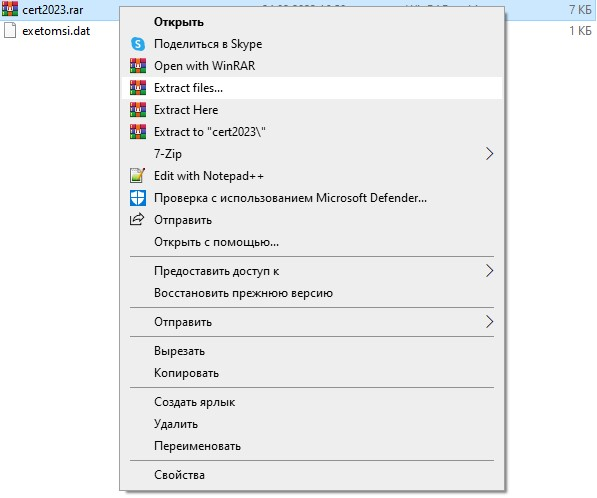 cert2023.rar 7 КБ
exetomsi.dat 1 КБ
Открыть
Поделиться в Skype
Open with WinRAR
Extract files...
Extract Here
Extract to "cert2023\"
7-Zip
Edit with Notepad++
Проверка с использованием Microsoft Defender...
Отправить
Открыть с помощью...
Предоставить доступ к
Восстановить прежнюю версию
Отправить
Вырезать
Копировать
Создать ярлык
Удалить
Переименовать
Свойства